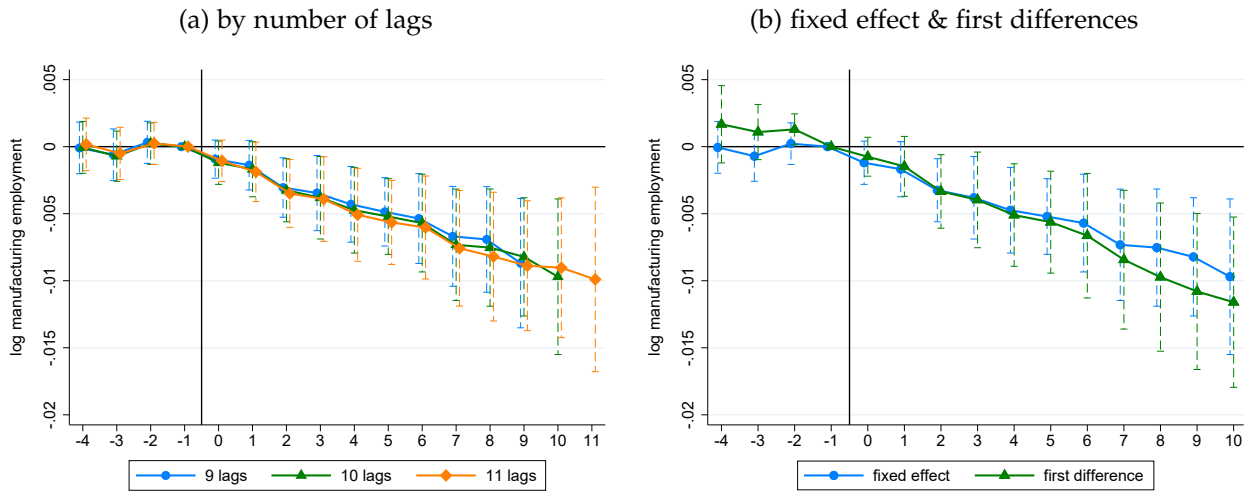 (a) by number of lags
.005
0
-.005
-.01
-.015
-.02
log manufacturing employment
-4 -3 -2 -1 0 1 2 3 4 5 6 7 8 9 10 11
9 lags 10 lags 11 lags
(b) fixed effect & first differences
.005
0
-.005
-.01
-.015
-.02
log manufacturing employment
-4 -3 -2 -1 0 1 2 3 4 5 6 7 8 9 10
fixed effect first difference